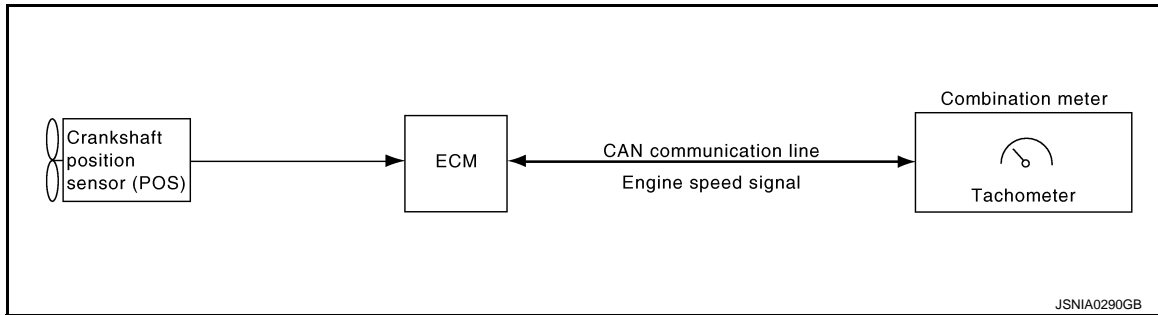 Crankshaft
position
sensor (POS)
ECM
CAN communication line
Engine speed signal
Combination meter
Tachometer
JSNIA0290GB